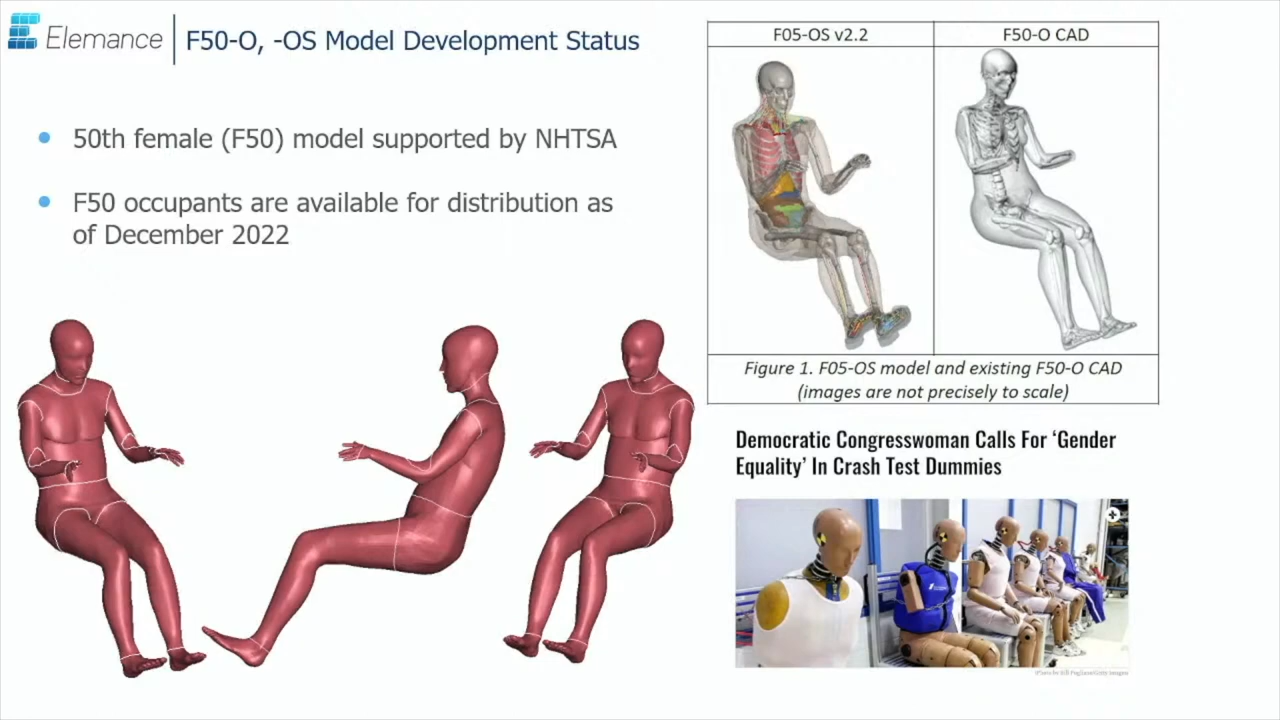 Elemance
F50-O, -OS Model Development Status
50th female (F50) model supported by NHTSA
F50 occupants are available for distribution as
of December 2022
F05-OS v2.2
F50-O CAD
Figure 1. F05-OS model and existing F50-O CAD
(images are not precisely to scale)
Democratic Congresswoman Calls For ‘Gender
Equality’ In Crash Test Dummies